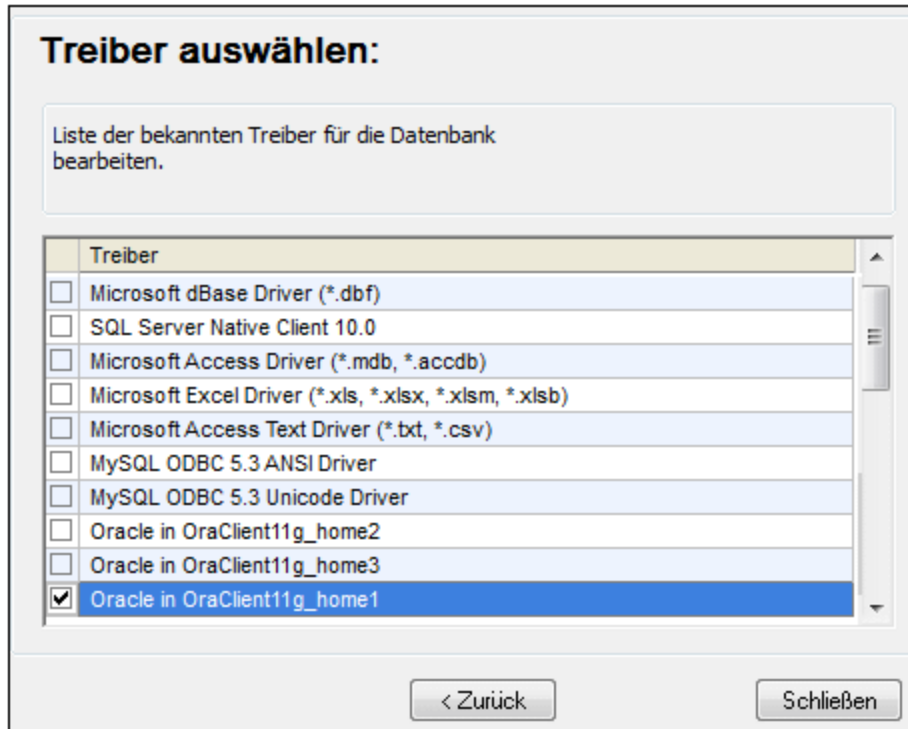 Treiber auswählen:
Liste der bekannten Treiber für die Datenbank
bearbeiten.
Treiber
Microsoft dBase Driver (*.dbf)
SQL Server Native Client 10.0
Microsoft Access Driver (*.mdb, *.accdb)
Microsoft Excel Driver (*.xls, *.xlsx, *.xlsm, *.xlsb)
Microsoft Access Text Driver (*.txt, *.csv)
MySQL ODBC 5.3 ANSI Driver
MySQL ODBC 5.3 Unicode Driver
Oracle in OraClient11g_home2
Oracle in OraClient11g_home3
Oracle in OraClient11g_home1
< Zurück
Schließen